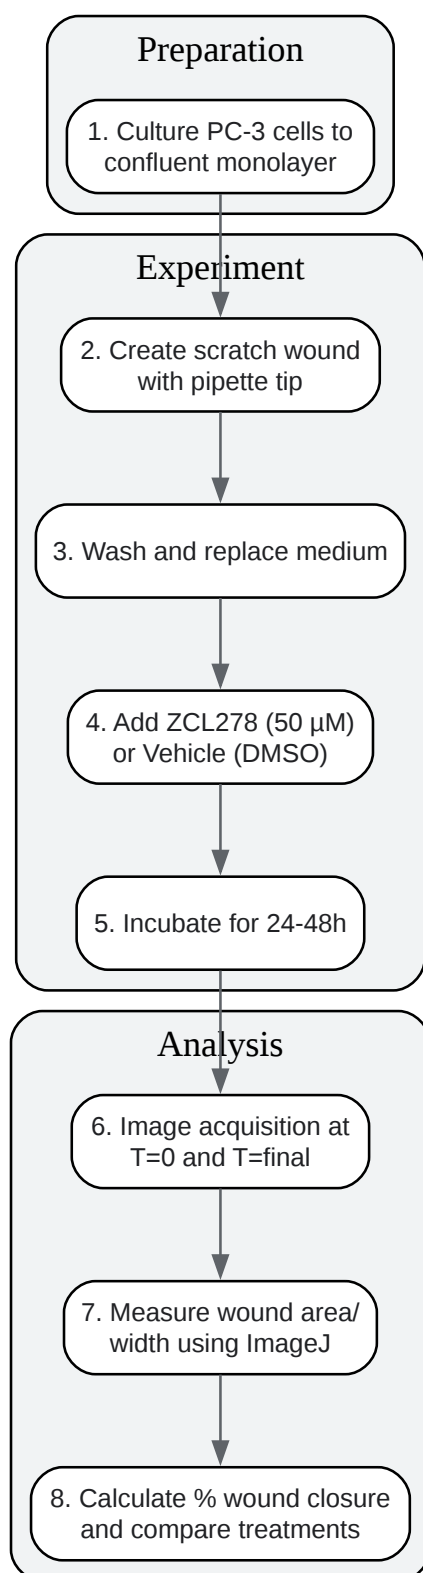 Preparation
1. Culture PC-3 cells to
confluent monolayer
Experiment
2. Create scratch wound
with pipette tip
3. Wash and replace medium
4. Add ZCL278 (50 µM)
or Vehicle (DMSO)
5. Incubate for 24-48h
Analysis
6. Image acquisition at
T=0 and T=final
7. Measure wound area/
width using ImageJ
8. Calculate % wound closure
and compare treatments